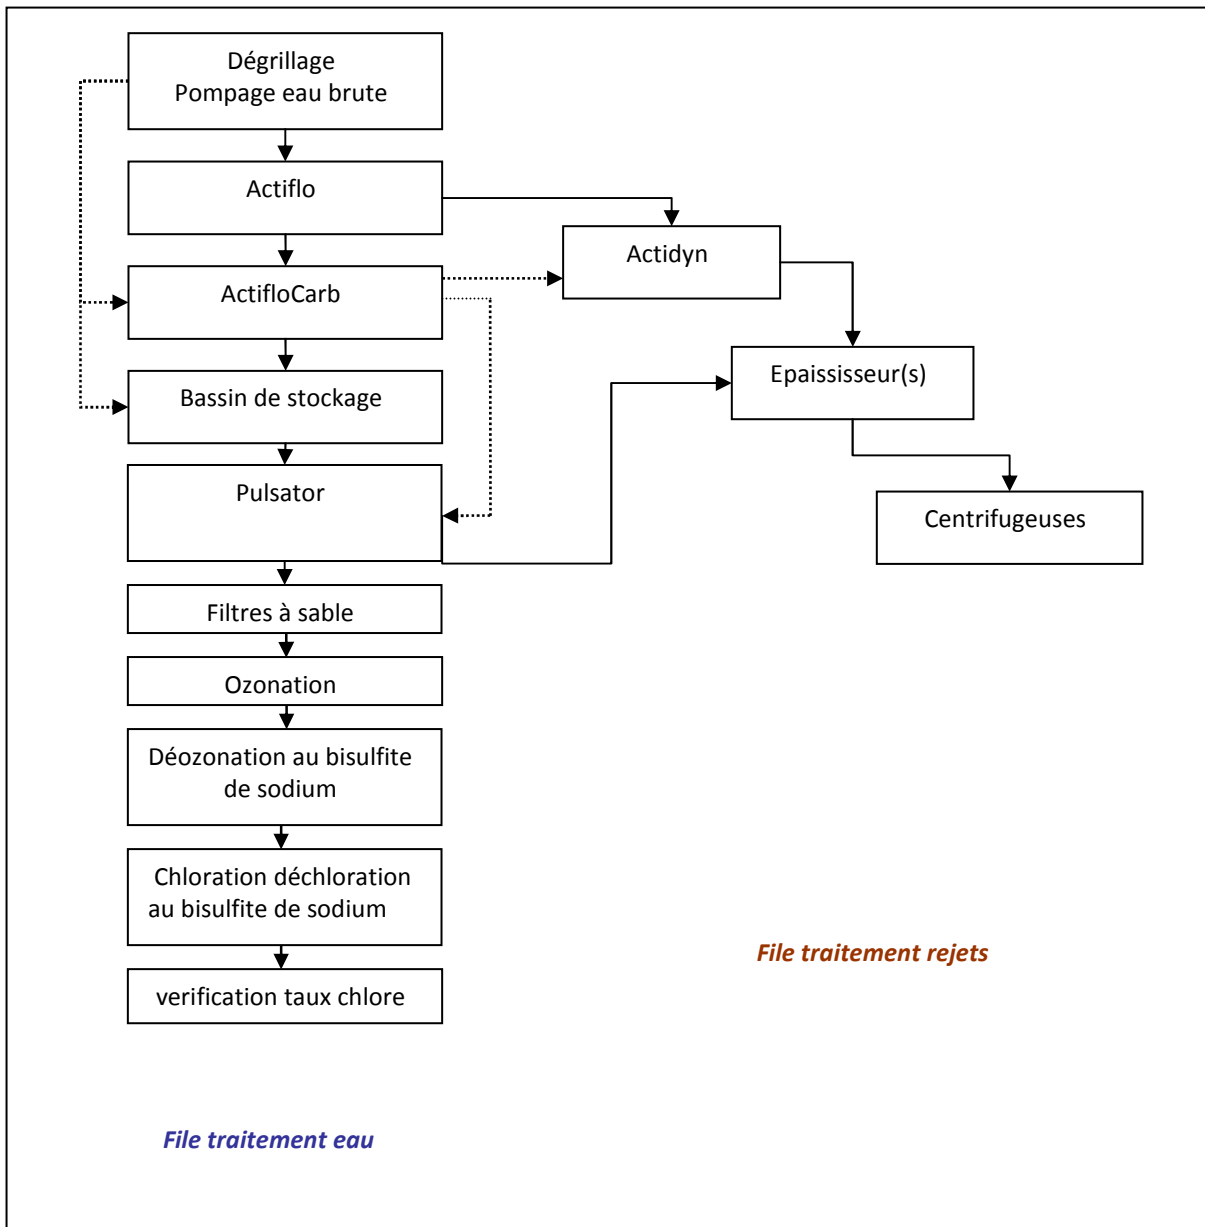 Dégrillage
Pompage eau brute
Actiflo
Actidyn
ActifloCarb
Epaississeur(s)
Bassin de stockage
Pulsator
Centrifugeuses
Filtres à sable
Ozonation
Déozonation au bisulfite
de sodium
Chloration déchloration
au bisulfite de sodium
File traitement rejets
verification taux chlore
File traitement eau